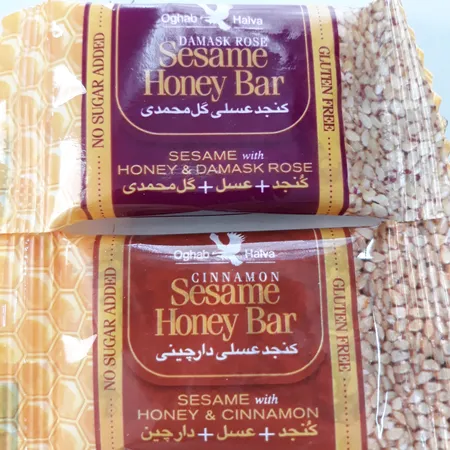 Oghab Halva
DAMASK ROSE
Sesame
Honey Bar
کنجد عسلی گل محمدی
NO SUGAR ADDED
GLUTEN FREE
SESAME with
HONEY & DAMASK ROSE
کُنجد + عسل + گل محمدی
Oghab Halva
CINNAMON
Sesame
Honey Bar
کنجد عسلی دارچینی
NO SUGAR ADDED
GLUTEN FREE
SESAME with
HONEY & CINNAMON
کُنجد + عسل + دارچین